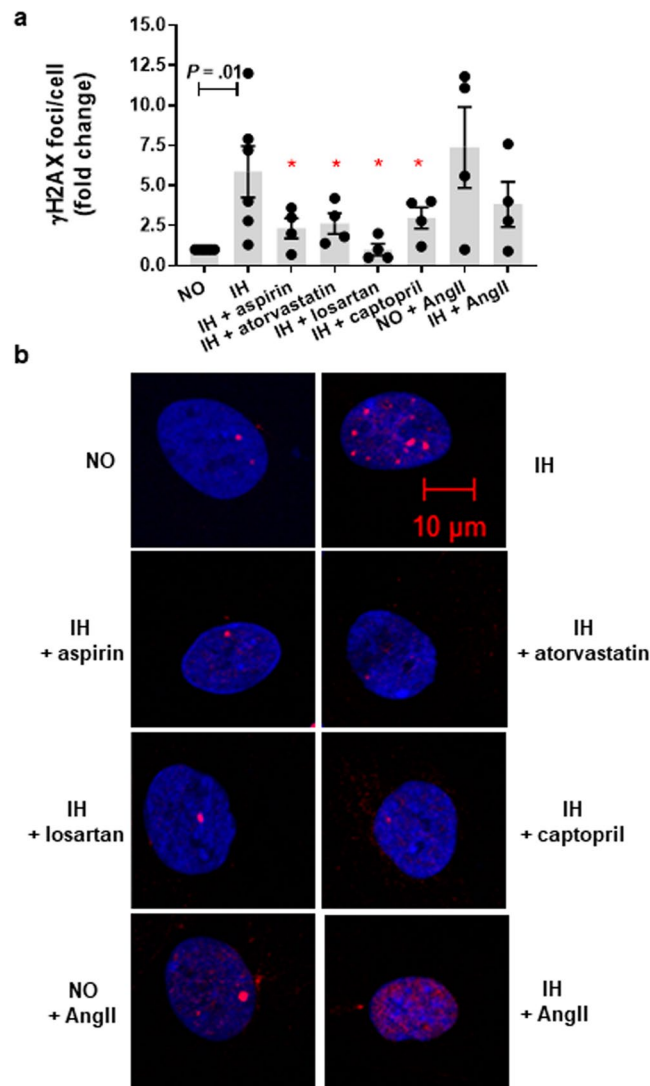 a
15.0
12.5
10.0
7.5
5.0
2.5
0.0
γH2AX foci/cell
(fold change)
P = .01
* * * *
NO
IH
IH + aspirin
IH + atorvastatin
IH + losartan
IH + captopril
NO + AngII
IH + AngII
b
NO
IH
10 µm
IH
+ aspirin
IH
+ atorvastatin
IH
+ losartan
IH
+ captopril
NO
+ AngII
IH
+ AngII